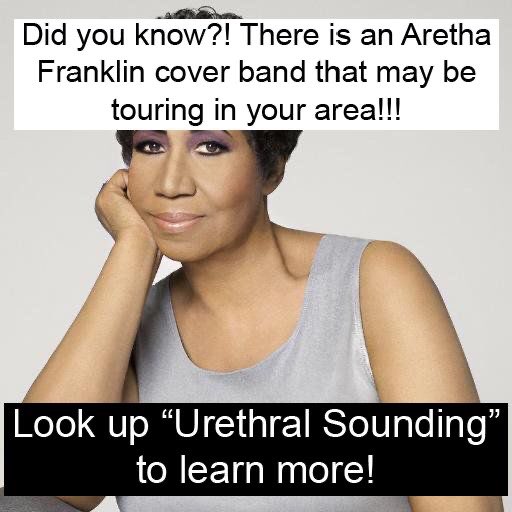 Did you know?! There is an Aretha
Franklin cover band that may be
touring in your area!!!
Look up “Urethral Sounding”
to learn more!